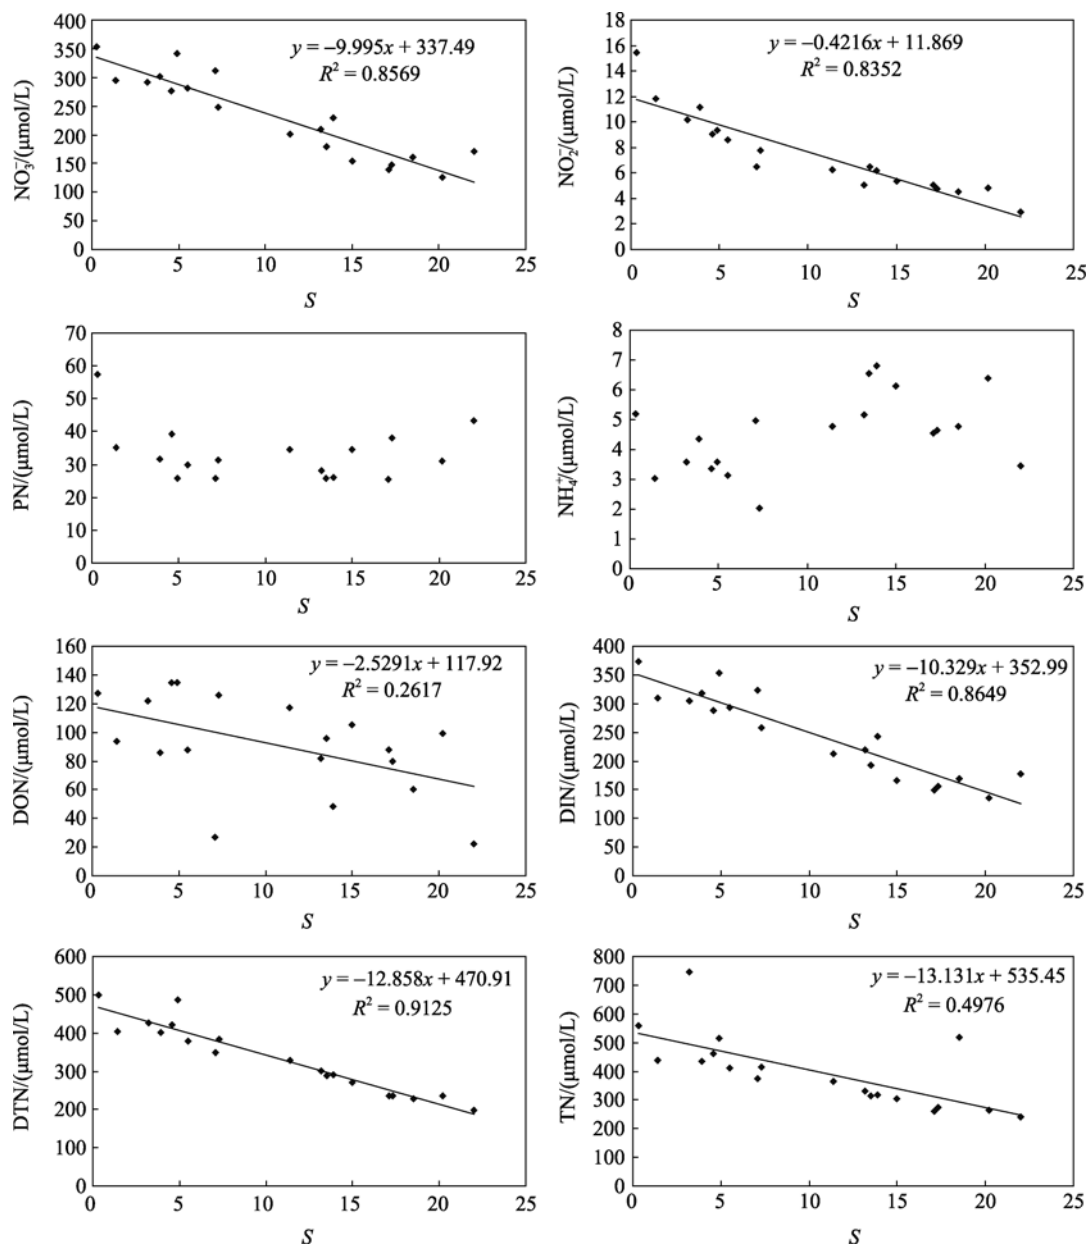 NO₃⁻/(μmol/L)
400
350
300
250
200
150
100
50
0
y = –9.995x + 337.49
R² = 0.8569
0 5 10 15 20 25
S
NO₂⁻/(μmol/L)
18
16
14
12
10
8
6
4
2
0
y = –0.4216x + 11.869
R² = 0.8352
0 5 10 15 20 25
S
PN/(μmol/L)
70
60
50
40
30
20
10
0
0 5 10 15 20 25
S
NH₄⁺/(μmol/L)
8
7
6
5
4
3
2
1
0
0 5 10 15 20 25
S
DON/(μmol/L)
160
140
120
100
80
60
40
20
0
y = –2.5291x + 117.92
R² = 0.2617
0 5 10 15 20 25
S
DIN/(μmol/L)
400
350
300
250
200
150
100
50
0
y = –10.329x + 352.99
R² = 0.8649
0 5 10 15 20 25
S
DTN/(μmol/L)
600
500
400
300
200
100
0
y = –12.858x + 470.91
R² = 0.9125
0 5 10 15 20 25
S
TN/(μmol/L)
800
700
600
500
400
300
200
100
0
y = –13.131x + 535.45
R² = 0.4976
0 5 10 15 20 25
S